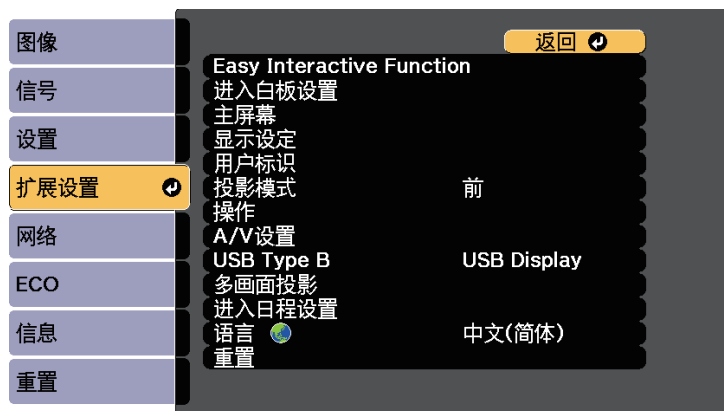 图像
信号
设置
扩展设置
网络
ECO
信息
重置
返回
Easy Interactive Function
进入白板设置
主屏幕
显示设定
用户标识
投影模式 前
操作
A/V设置
USB Type B USB Display
多画面投影
进入日程设置
语言 中文(简体)
重置